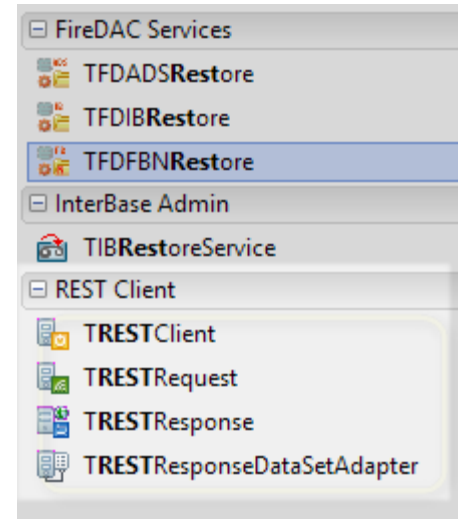 FireDAC Services
TFDADSRestore
TFDIBRestore
TFDFBNRestore
InterBase Admin
TIBRestoreService
REST Client
TRESTClient
TRESTRequest
TRESTResponse
TRESTResponseDataSetAdapter